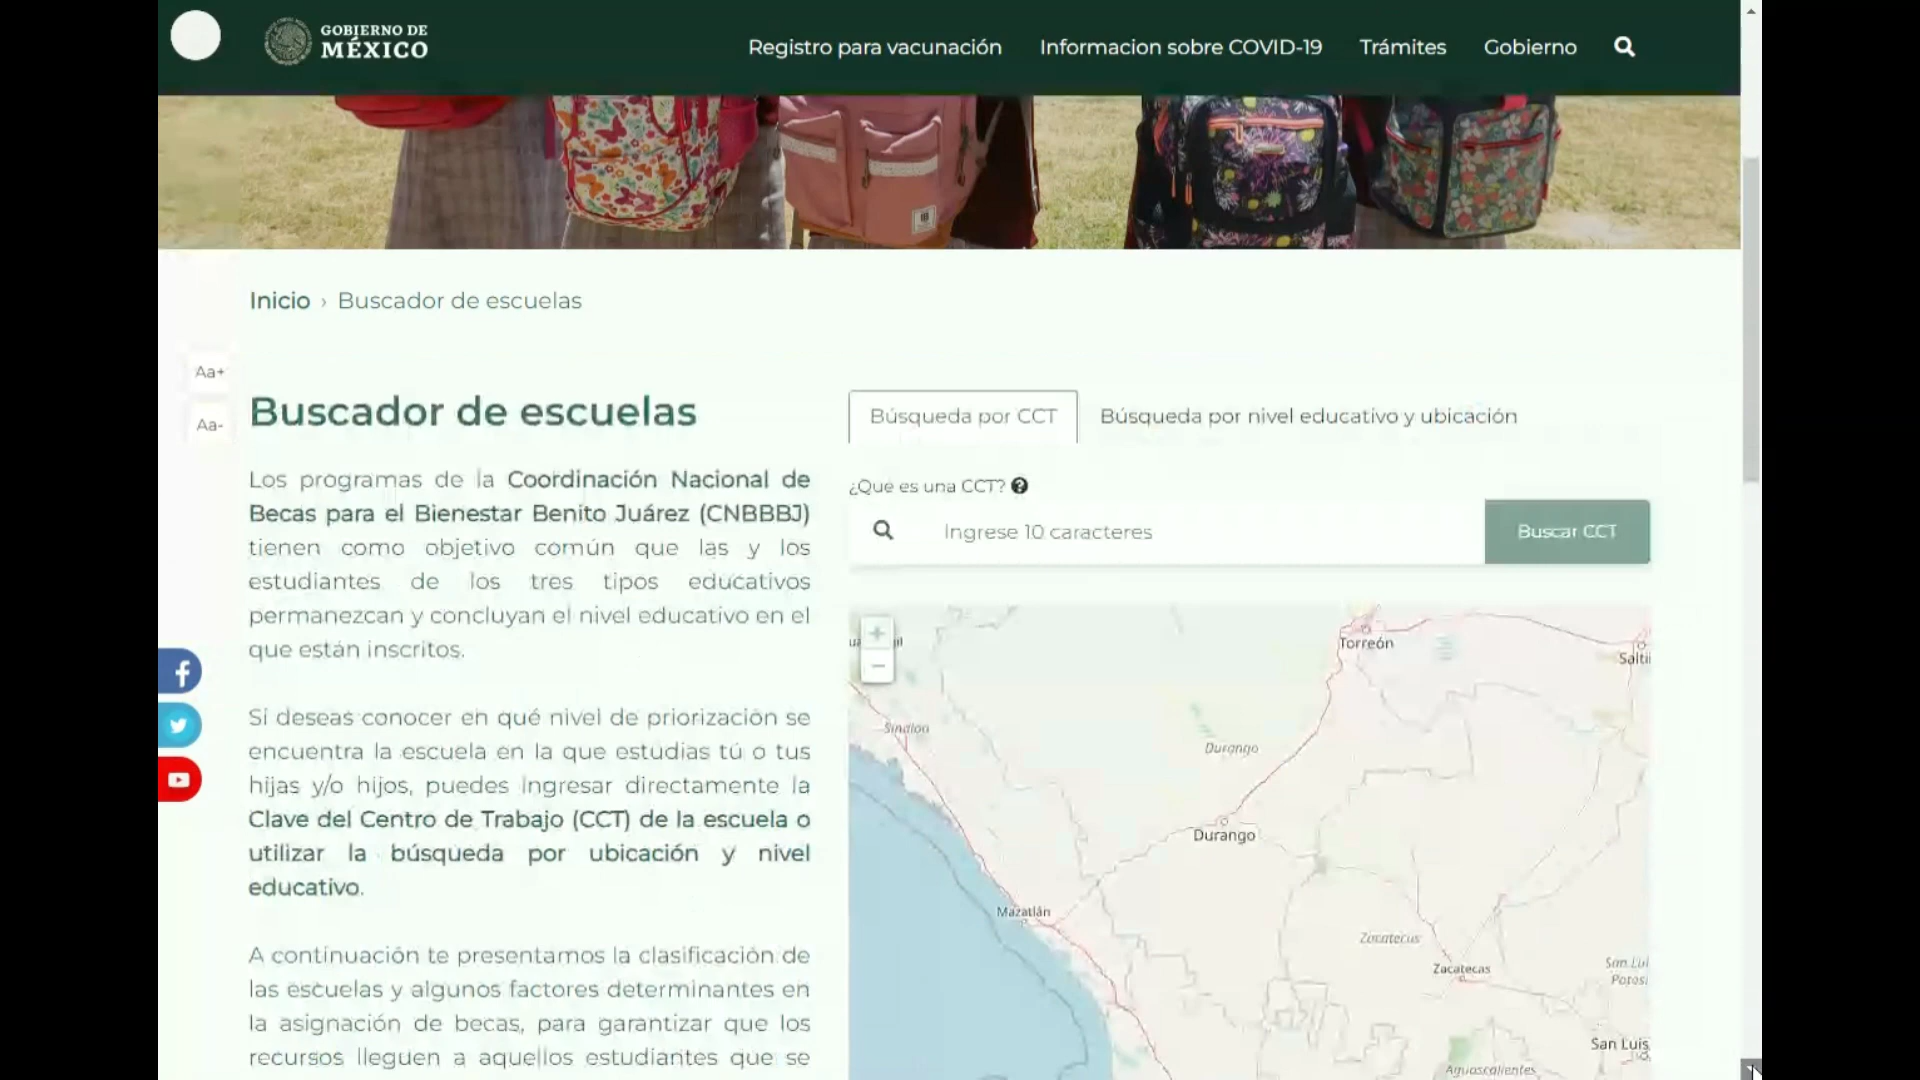 GOBIERNO DE
MÉXICO
Registro para vacunación
Informacion sobre COVID-19
Trámites
Gobierno
Inicio › Buscador de escuelas
Aa+
Aa-
Buscador de escuelas
Los programas de la Coordinación Nacional de
Becas para el Bienestar Benito Juárez (CNBBBJ)
tienen como objetivo común que las y los
estudiantes de los tres tipos educativos
permanezcan y concluyan el nivel educativo en el
que están inscritos.
Si deseas conocer en qué nivel de priorización se
encuentra la escuela en la que estudias tú o tus
hijas y/o hijos, puedes ingresar directamente la
Clave del Centro de Trabajo (CCT) de la escuela o
utilizar la búsqueda por ubicación y nivel
educativo.
A continuación te presentamos la clasificación de
las escuelas y algunos factores determinantes en
la asignación de becas, para garantizar que los
recursos lleguen a aquellos estudiantes que se
Búsqueda por CCT
Búsqueda por nivel educativo y ubicación
¿Que es una CCT?
Ingrese 10 caracteres
Buscar CCT
+
−
Torreón
Salti
Sinaloa
Durango
Durango
Mazatlán
Zacatecas
Zacatecas
San Lui
Potosí
San Luis
Aguascalientes